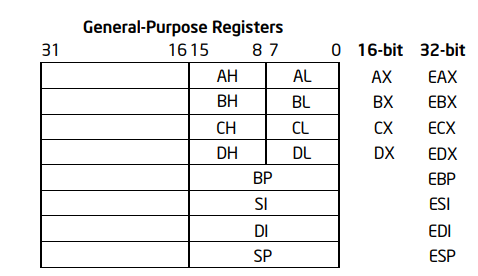 General-Purpose Registers
31 16 15 8 7 0 16-bit 32-bit
AH AL AX EAX
BH BL BX EBX
CH CL CX ECX
DH DL DX EDX
BP EBP
SI ESI
DI EDI
SP ESP